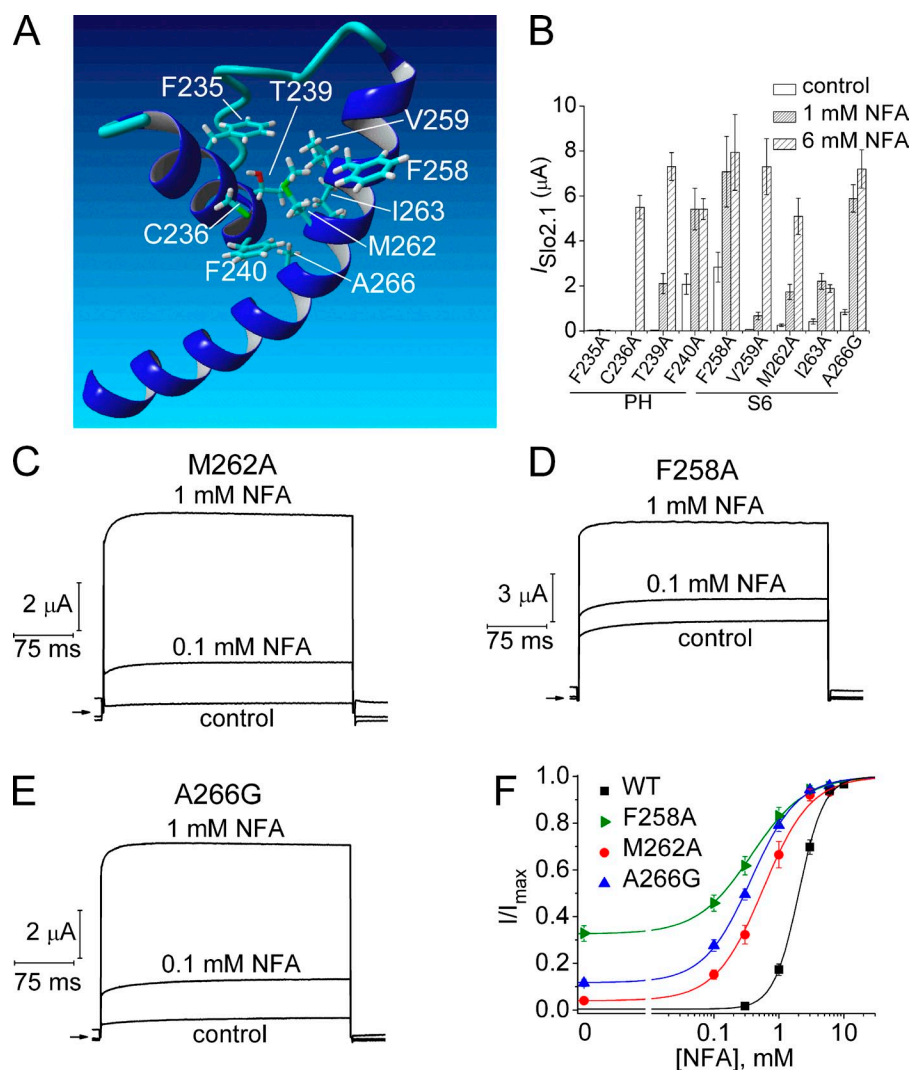 A
F235
T239
V259
F258
I263
C236
M262
F240
A266
B
control
1 mM NFA
6 mM NFA
I_Slo2.1 (μA)
10
8
6
4
2
0
F235A
C236A
T239A
F240A
F258A
V259A
M262A
I263A
A266G
PH
S6
C
M262A
1 mM NFA
2 μA
75 ms
0.1 mM NFA
control
D
F258A
1 mM NFA
3 μA
75 ms
0.1 mM NFA
control
E
A266G
1 mM NFA
2 μA
75 ms
0.1 mM NFA
control
F
WT
F258A
M262A
A266G
I/Imax
1.0
0.8
0.6
0.4
0.2
0.0
0
0.1
1
10
[NFA], mM